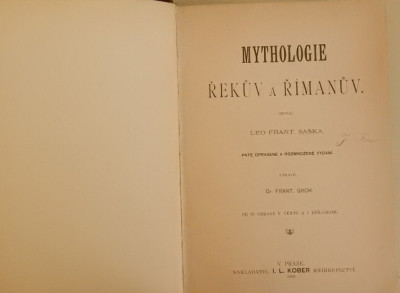 MYTHOLOGIE
ŘEKŮV A ŘÍMANŮV.
LEO FRANT. SASKA
PÁTÉ OPRAVENÉ A ROZMNOŽENÉ VYDÁNÍ
Dr. FRANT. GROH
V PRAZE.
NAKLADATEL I. L. KOBER KNIHKUPECTVÍ